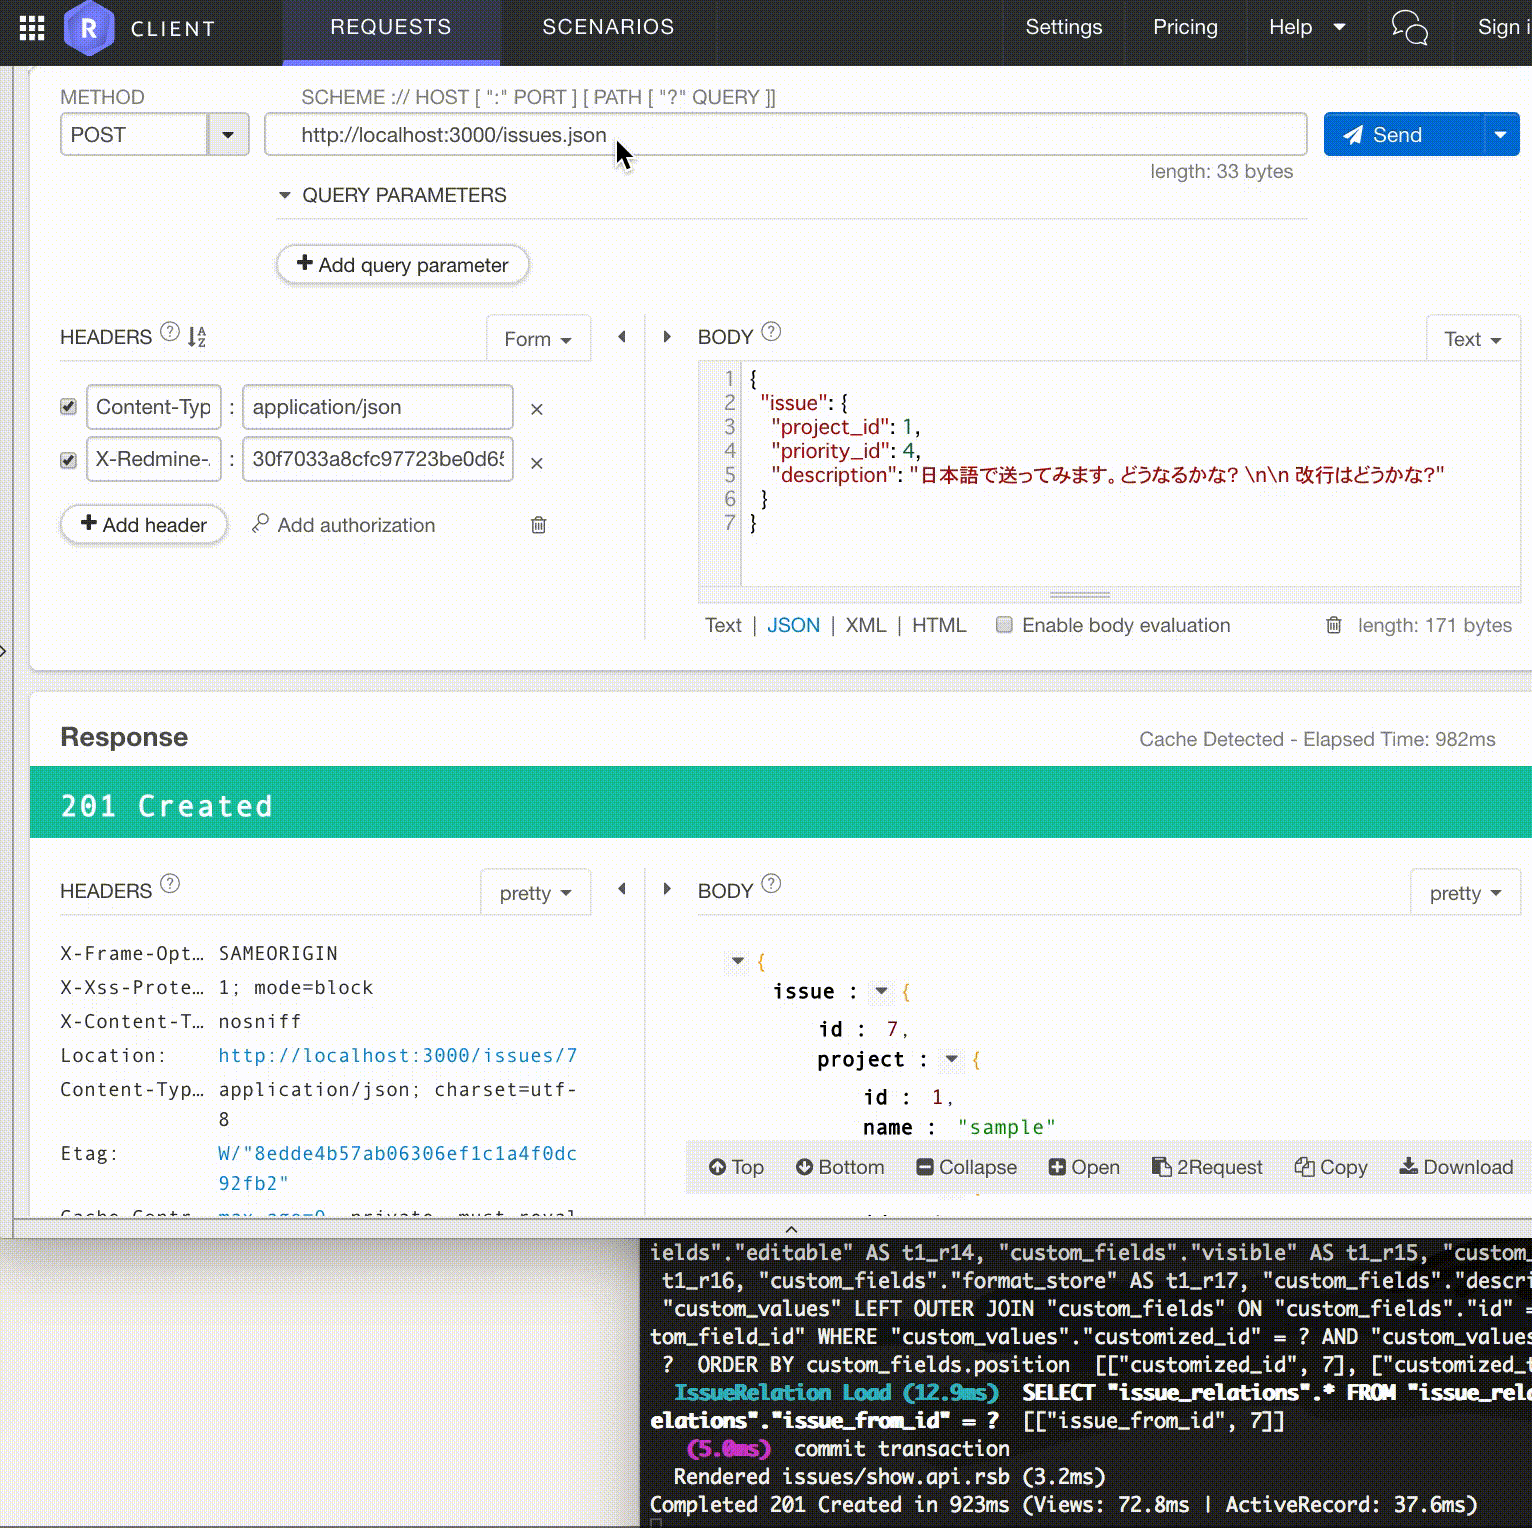 R CLIENT REQUESTS SCENARIOS Settings Pricing Help Sign i
METHOD SCHEME :// HOST [ ":" PORT ] [ PATH [ "?" QUERY ]]
POST http://localhost:3000/issues.json Send
length: 33 bytes
QUERY PARAMETERS
+ Add query parameter
HEADERS ? Form BODY ? Text
Content-Typ : application/json ×
X-Redmine-. : 30f7033a8cfc97723be0d65 ×
+ Add header Add authorization
1 {
2 "issue": {
3 "project_id": 1,
4 "priority_id": 4,
5 "description": "日本語で送ってみます。どうなるかな? \n\n 改行はどうかな?"
6 }
7 }
Text | JSON | XML | HTML Enable body evaluation length: 171 bytes
Response Cache Detected - Elapsed Time: 982ms
201 Created
HEADERS ? pretty BODY ? pretty
X-Frame-Opt… SAMEORIGIN
X-Xss-Prote… 1; mode=block
X-Content-T… nosniff
Location: http://localhost:3000/issues/7
Content-Typ… application/json; charset=utf-
8
Etag: W/"8edde4b57ab06306ef1c1a4f0dc
92fb2"
{
issue : {
id : 7,
project : {
id : 1,
name : "sample"
Top Bottom Collapse Open 2Request Copy Download
ields"."editable" AS t1_r14, "custom_fields"."visible" AS t1_r15, "custom_
t1_r16, "custom_fields"."format_store" AS t1_r17, "custom_fields"."descri
"custom_values" LEFT OUTER JOIN "custom_fields" ON "custom_fields"."id" =
tom_field_id" WHERE "custom_values"."customized_id" = ? AND "custom_values
? ORDER BY custom_fields.position [["customized_id", 7], ["customized_t
IssueRelation Load (12.9ms) SELECT "issue_relations".* FROM "issue_rela
elations"."issue_from_id" = ? [["issue_from_id", 7]]
(5.0ms) commit transaction
Rendered issues/show.api.rsb (3.2ms)
Completed 201 Created in 923ms (Views: 72.8ms | ActiveRecord: 37.6ms)